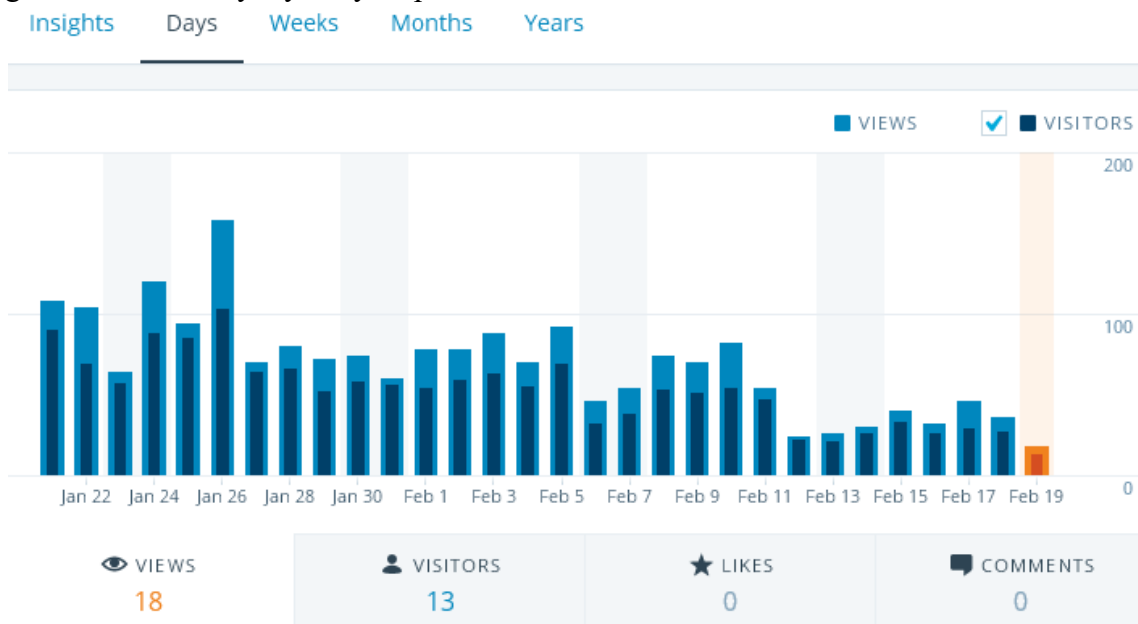 Insights Days Weeks Months Years
VIEWS VISITORS
200
100
0
Jan 22 Jan 24 Jan 26 Jan 28 Jan 30 Feb 1 Feb 3 Feb 5 Feb 7 Feb 9 Feb 11 Feb 13 Feb 15 Feb 17 Feb 19
VIEWS VISITORS LIKES COMMENTS
18 13 0 0